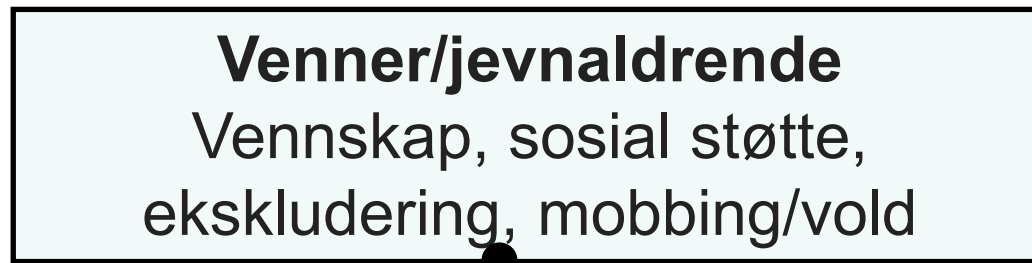 Venner/jevnaldrende
Vennskap, sosial støtte,
ekskludering, mobbing/vold